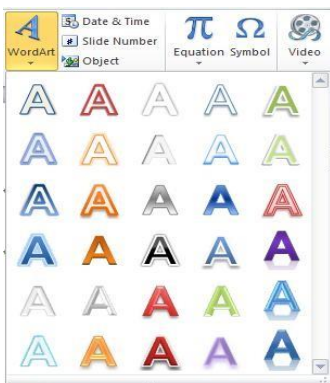 WordArt
Date & Time
# Slide Number
Object
π Ω
Equation Symbol
Video
A A A A A
A A A A A
A A A A A
A A A A A
A A A A A
A A A A A